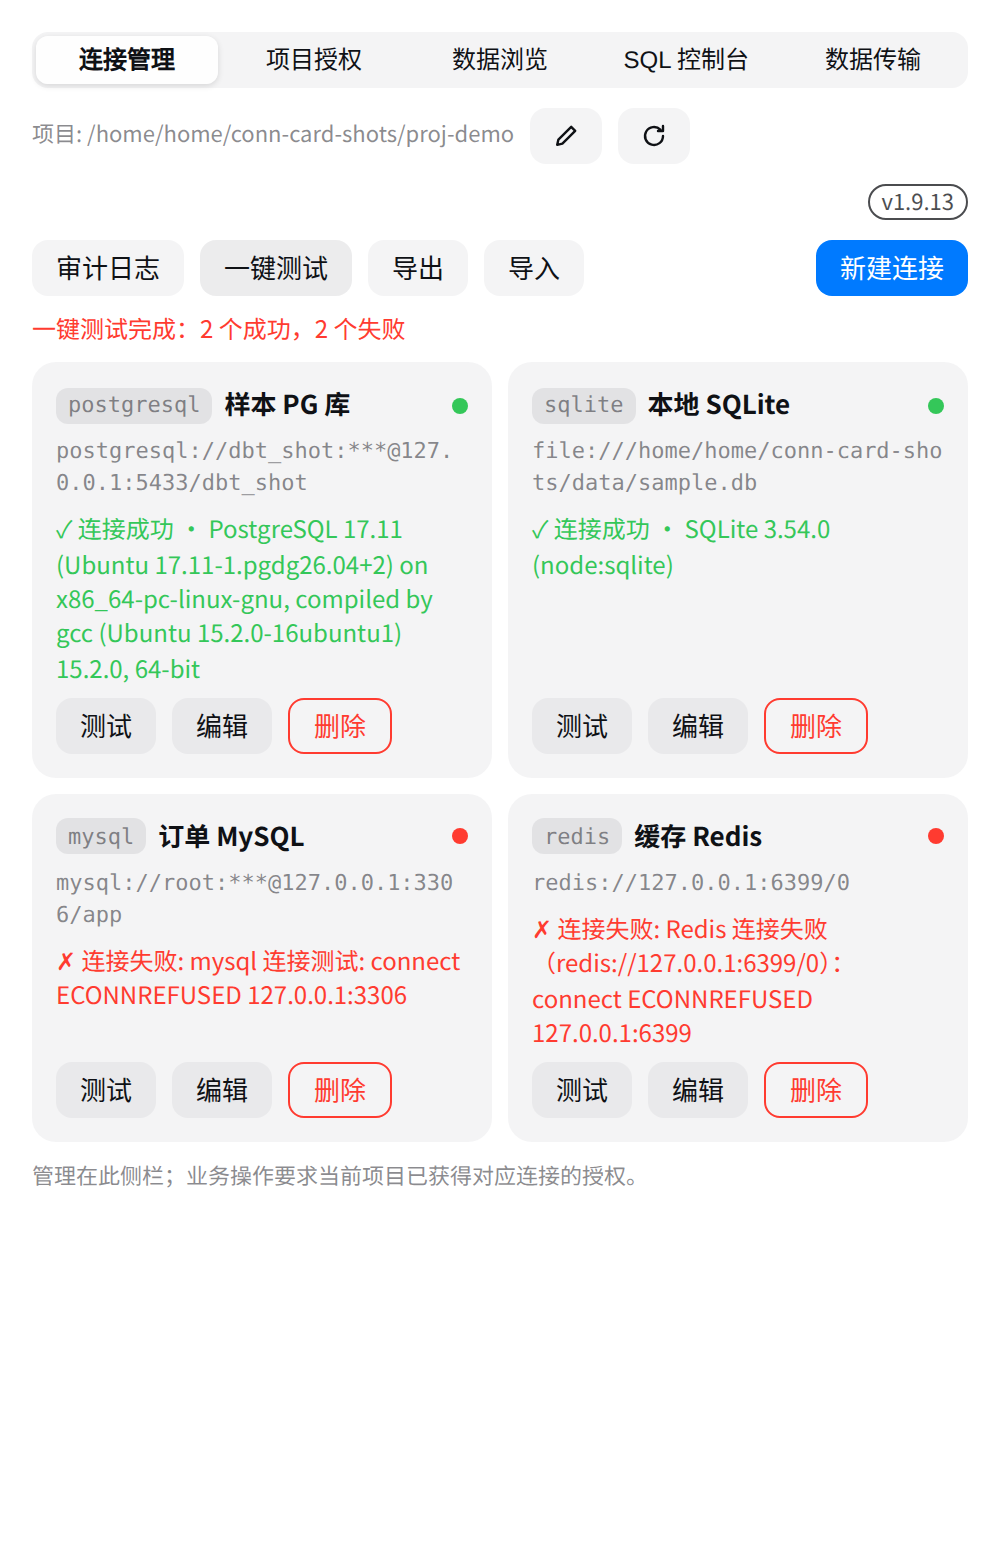 连接管理 项目授权 数据浏览 SQL 控制台 数据传输
项目: /home/home/conn-card-shots/proj-demo
v1.9.13
审计日志 一键测试 导出 导入 新建连接
一键测试完成：2 个成功，2 个失败
postgresql 样本 PG 库
postgresql://dbt_shot:***@127.
0.0.1:5433/dbt_shot
✓ 连接成功 · PostgreSQL 17.11
(Ubuntu 17.11-1.pgdg26.04+2) on
x86_64-pc-linux-gnu, compiled by
gcc (Ubuntu 15.2.0-16ubuntu1)
15.2.0, 64-bit
测试 编辑 删除
sqlite 本地 SQLite
file:///home/home/conn-card-sho
ts/data/sample.db
✓ 连接成功 · SQLite 3.54.0
(node:sqlite)
测试 编辑 删除
mysql 订单 MySQL
mysql://root:***@127.0.0.1:330
6/app
✗ 连接失败: mysql 连接测试: connect
ECONNREFUSED 127.0.0.1:3306
测试 编辑 删除
redis 缓存 Redis
redis://127.0.0.1:6399/0
✗ 连接失败: Redis 连接失败
（redis://127.0.0.1:6399/0）：
connect ECONNREFUSED
127.0.0.1:6399
测试 编辑 删除
管理在此侧栏；业务操作要求当前项目已获得对应连接的授权。